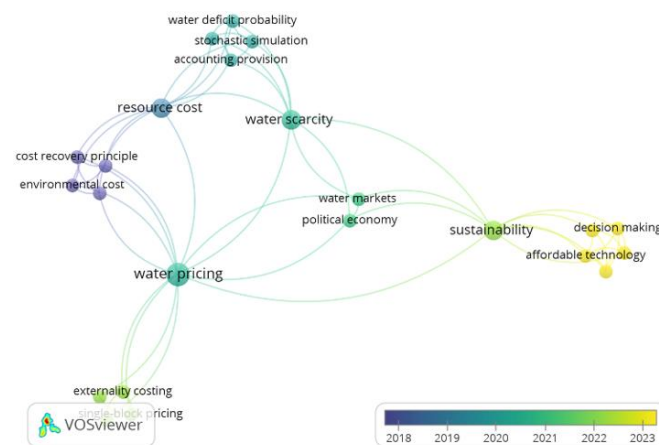 water deficit probability
stochastic simulation
accounting provision
resource cost
water scarcity
cost recovery principle
environmental cost
water markets
political economy
sustainability
decision making
affordable technology
water pricing
externality costing
single-block pricing
VOSviewer
2018 2019 2020 2021 2022 2023